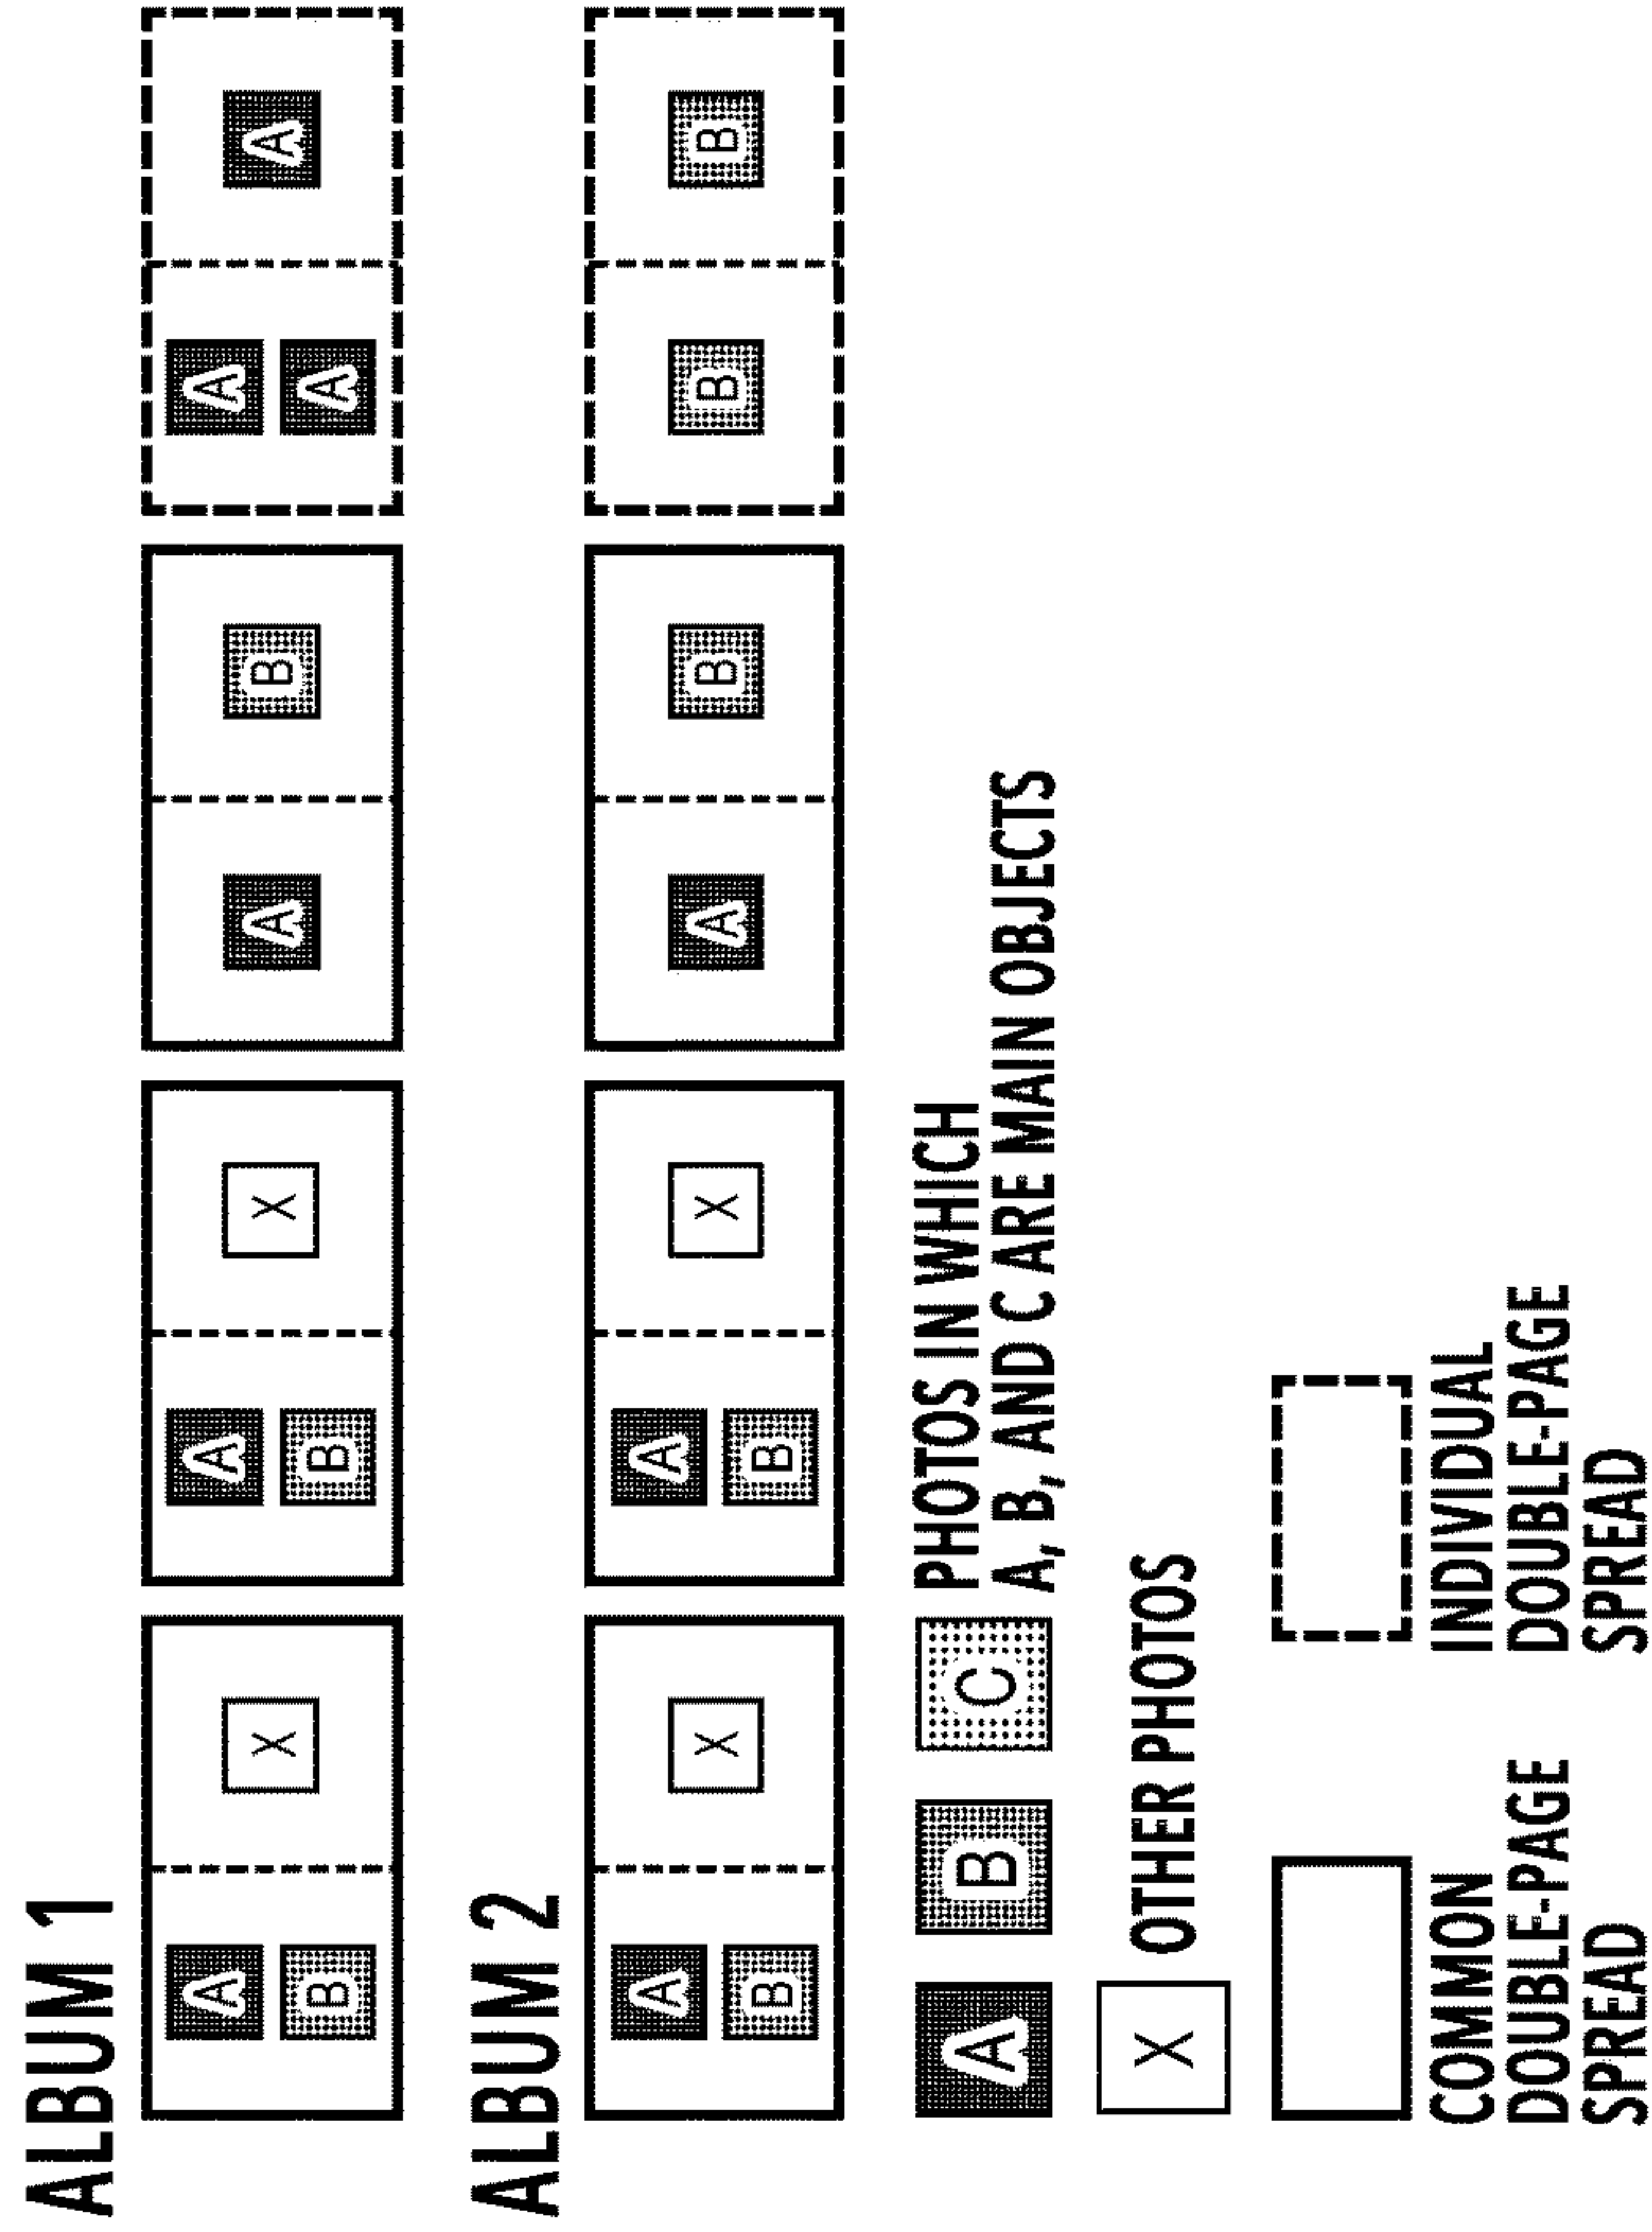 ALBUM 1
A
B
X
A
B
X
A
B
A
A
A
ALBUM 2
A
B
X
A
B
X
A
B
B
B
A B C PHOTOS IN WHICH
A, B, AND C ARE MAIN OBJECTS
X OTHER PHOTOS
COMMON
DOUBLE-PAGE
SPREAD
INDIVIDUAL
DOUBLE-PAGE
SPREAD